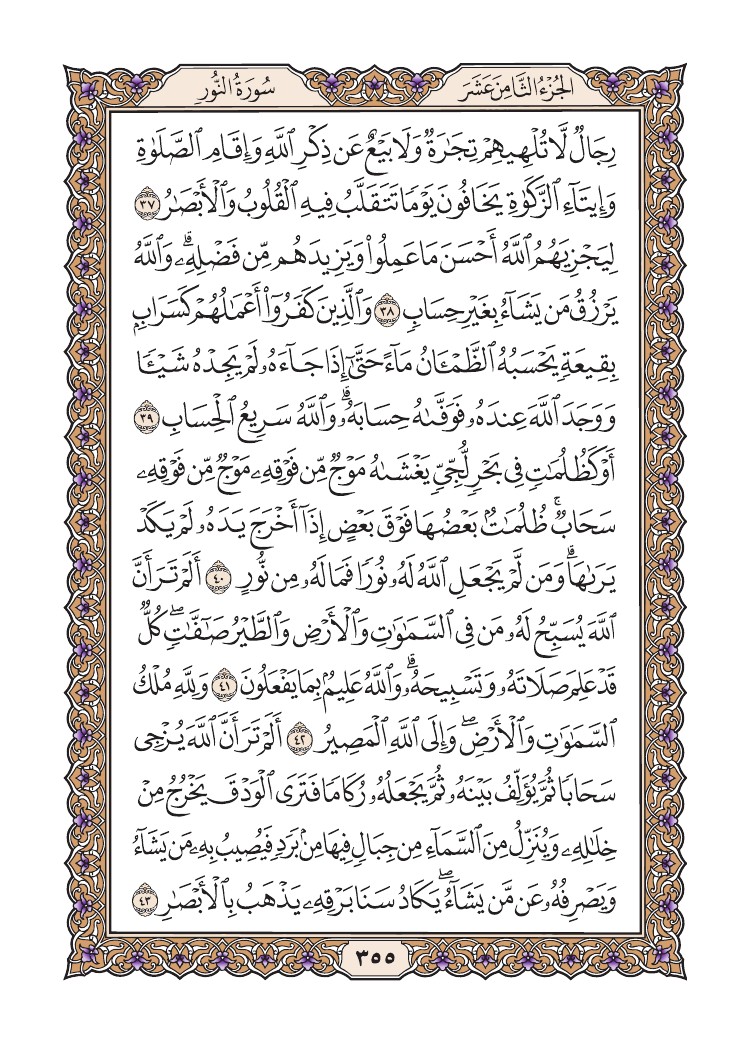 الجُزْءُ الثَّامِنَ عَشَرَ
سُورَةُ النُّورِ
رِجَالٌ لَّا تُلْهِيهِمْ تِجَٰرَةٌ وَلَا بَيْعٌ عَن ذِكْرِ ٱللَّهِ وَإِقَامِ ٱلصَّلَوٰةِ
وَإِيتَآءِ ٱلزَّكَوٰةِ يَخَافُونَ يَوْمًا تَتَقَلَّبُ فِيهِ ٱلْقُلُوبُ وَٱلْأَبْصَٰرُ ٣٧
لِيَجْزِيَهُمُ ٱللَّهُ أَحْسَنَ مَا عَمِلُوا۟ وَيَزِيدَهُم مِّن فَضْلِهِۦ ۗ وَٱللَّهُ
يَرْزُقُ مَن يَشَآءُ بِغَيْرِ حِسَابٍ ٣٨ وَٱلَّذِينَ كَفَرُوٓا۟ أَعْمَٰلُهُمْ كَسَرَابٍۭ
بِقِيعَةٍ يَحْسَبُهُ ٱلظَّمْـَٔانُ مَآءً حَتَّىٰٓ إِذَا جَآءَهُۥ لَمْ يَجِدْهُ شَيْـًٔا
وَوَجَدَ ٱللَّهَ عِندَهُۥ فَوَفَّىٰهُ حِسَابَهُۥ ۗ وَٱللَّهُ سَرِيعُ ٱلْحِسَابِ ٣٩
أَوْ كَظُلُمَٰتٍ فِى بَحْرٍ لُّجِّىٍّ يَغْشَىٰهُ مَوْجٌ مِّن فَوْقِهِۦ مَوْجٌ مِّن فَوْقِهِۦ
سَحَابٌ ۚ ظُلُمَٰتٌۢ بَعْضُهَا فَوْقَ بَعْضٍ إِذَآ أَخْرَجَ يَدَهُۥ لَمْ يَكَدْ
يَرَىٰهَا ۗ وَمَن لَّمْ يَجْعَلِ ٱللَّهُ لَهُۥ نُورًا فَمَا لَهُۥ مِن نُّورٍ ٤٠ أَلَمْ تَرَ أَنَّ
ٱللَّهَ يُسَبِّحُ لَهُۥ مَن فِى ٱلسَّمَٰوَٰتِ وَٱلْأَرْضِ وَٱلطَّيْرُ صَٰٓفَّٰتٍ ۖ كُلٌّ
قَدْ عَلِمَ صَلَاتَهُۥ وَتَسْبِيحَهُۥ ۗ وَٱللَّهُ عَلِيمٌۢ بِمَا يَفْعَلُونَ ٤١ وَلِلَّهِ مُلْكُ
ٱلسَّمَٰوَٰتِ وَٱلْأَرْضِ ۖ وَإِلَى ٱللَّهِ ٱلْمَصِيرُ ٤٢ أَلَمْ تَرَ أَنَّ ٱللَّهَ يُزْجِى
سَحَابًا ثُمَّ يُؤَلِّفُ بَيْنَهُۥ ثُمَّ يَجْعَلُهُۥ رُكَامًا فَتَرَى ٱلْوَدْقَ يَخْرُجُ مِنْ
خِلَٰلِهِۦ وَيُنَزِّلُ مِنَ ٱلسَّمَآءِ مِن جِبَالٍ فِيهَا مِنۢ بَرَدٍ فَيُصِيبُ بِهِۦ مَن يَشَآءُ
وَيَصْرِفُهُۥ عَن مَّن يَشَآءُ ۖ يَكَادُ سَنَا بَرْقِهِۦ يَذْهَبُ بِٱلْأَبْصَٰرِ ٤٣
٣٥٥